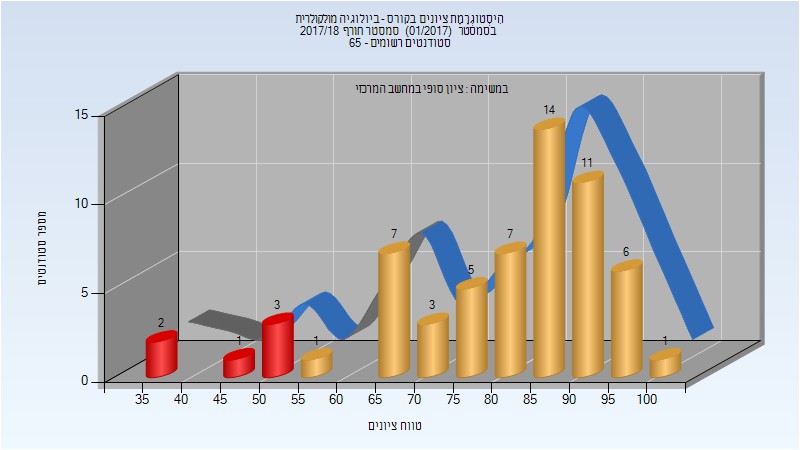 היסטוגרמת ציונים בקורס - ביולוגיה מולקולרית
בסמסטר (01/2017) סמסטר חורף 2017/18
סטודנטים רשומים - 65
במשימה : ציון סופי במחשב המרכזי
מספר סטודנטים
15
10
5
0
2
1
3
1
7
3
5
7
14
11
6
1
35 40 45 50 55 60 65 70 75 80 85 90 95 100
טווח ציונים